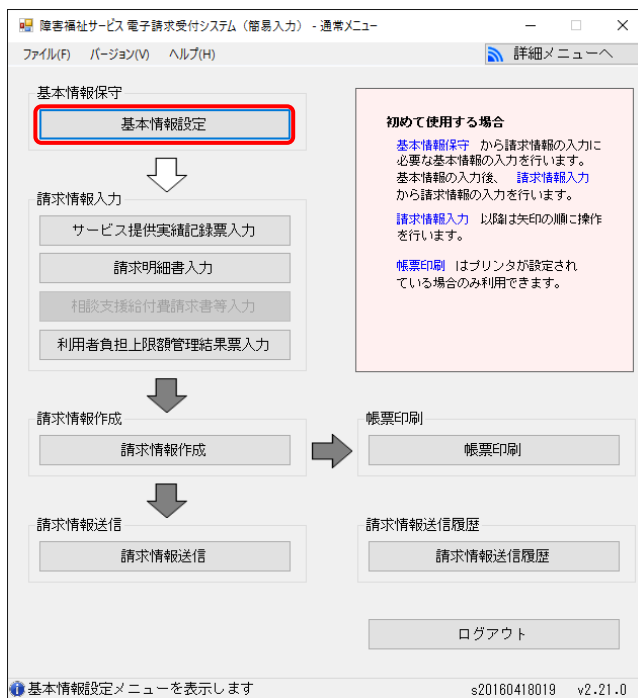 障害福祉サービス 電子請求受付システム（簡易入力） - 通常メニュー
ファイル(F) バージョン(V) ヘルプ(H) 詳細メニューへ
基本情報保守
基本情報設定
請求情報入力
サービス提供実績記録票入力
請求明細書入力
相談支援給付費請求書等入力
利用者負担上限額管理結果票入力
初めて使用する場合
基本情報保守 から請求情報の入力に
必要な基本情報の入力を行います。
基本情報の入力後、 請求情報入力
から請求情報の入力を行います。
請求情報入力 以降は矢印の順に操作
を行います。
帳票印刷 はプリンタが設定され
ている場合のみ利用できます。
請求情報作成
請求情報作成
帳票印刷
帳票印刷
請求情報送信
請求情報送信
請求情報送信履歴
請求情報送信履歴
ログアウト
基本情報設定メニューを表示します s20160418019 v2.21.0